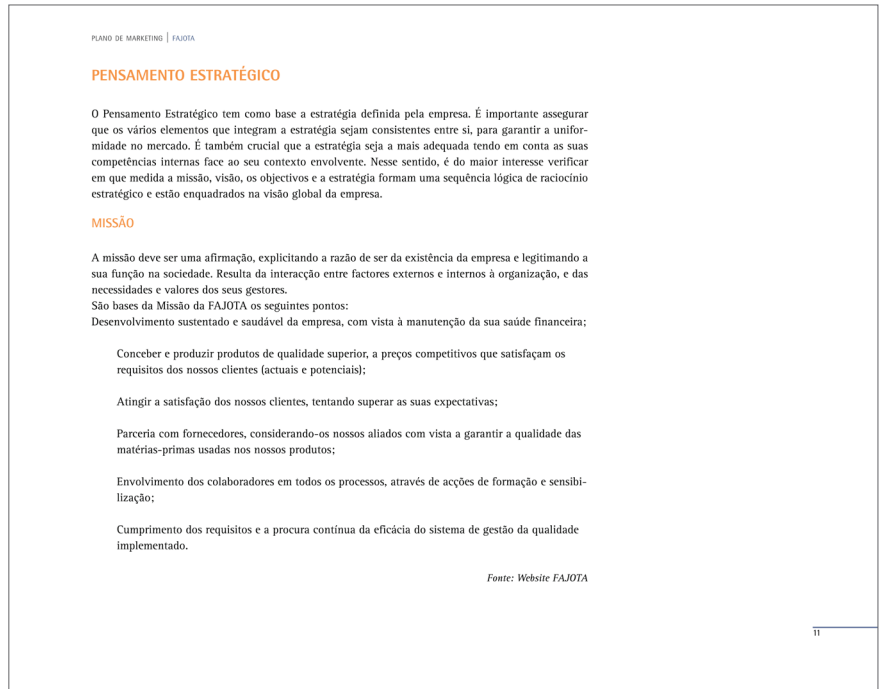 PLANO DE MARKETING | FAJOTA
PENSAMENTO ESTRATÉGICO
O Pensamento Estratégico tem como base a estratégia definida pela empresa. É importante assegurar
que os vários elementos que integram a estratégia sejam consistentes entre si, para garantir a unifor-
midade no mercado. É também crucial que a estratégia seja a mais adequada tendo em conta as suas
competências internas face ao seu contexto envolvente. Nesse sentido, é do maior interesse verificar
em que medida a missão, visão, os objectivos e a estratégia formam uma sequência lógica de raciocínio
estratégico e estão enquadrados na visão global da empresa.
MISSÃO
A missão deve ser uma afirmação, explicitando a razão de ser da existência da empresa e legitimando a
sua função na sociedade. Resulta da interacção entre factores externos e internos à organização, e das
necessidades e valores dos seus gestores.
São bases da Missão da FAJOTA os seguintes pontos:
Desenvolvimento sustentado e saudável da empresa, com vista à manutenção da sua saúde financeira;
Conceber e produzir produtos de qualidade superior, a preços competitivos que satisfaçam os
requisitos dos nossos clientes (actuais e potenciais);
Atingir a satisfação dos nossos clientes, tentando superar as suas expectativas;
Parceria com fornecedores, considerando-os nossos aliados com vista a garantir a qualidade das
matérias-primas usadas nos nossos produtos;
Envolvimento dos colaboradores em todos os processos, através de acções de formação e sensibi-
lização;
Cumprimento dos requisitos e a procura contínua da eficácia do sistema de gestão da qualidade
implementado.
Fonte: Website FAJOTA
11